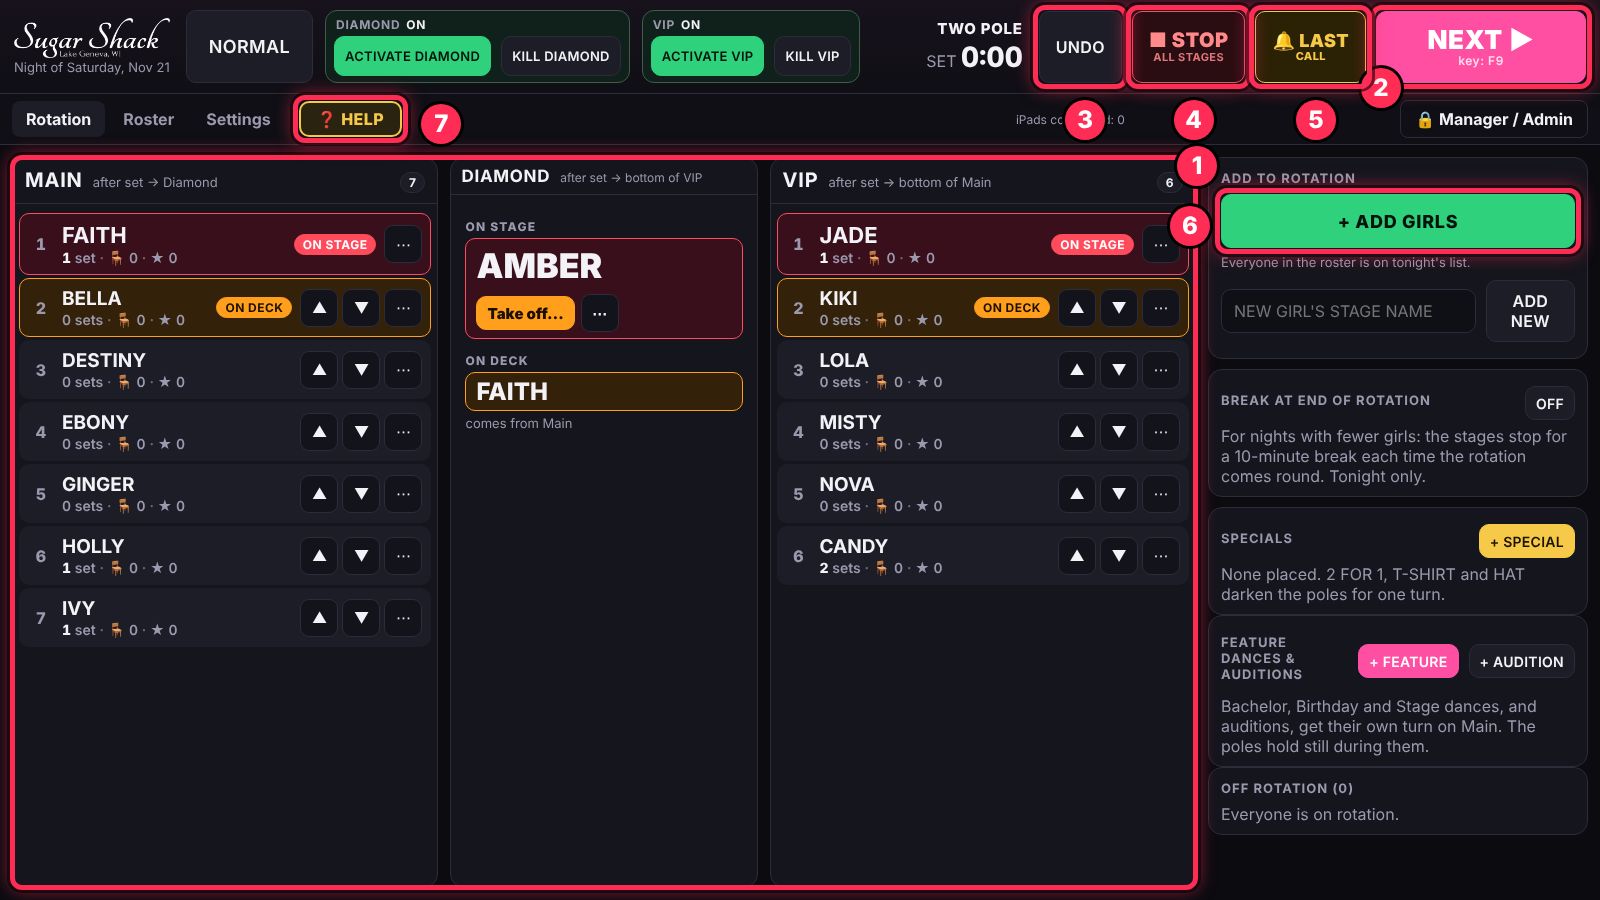 Sugar Shack
Lake Geneva, WI
Night of Saturday, Nov 21
NORMAL
DIAMOND ON
ACTIVATE DIAMOND
KILL DIAMOND
VIP ON
ACTIVATE VIP
KILL VIP
TWO POLE
SET 0:00
UNDO
■ STOP
ALL STAGES
🔔 LAST
CALL
NEXT ▶
key: F9
2
Rotation
Roster
Settings
❓ HELP
7
iPads
: 0
3
4
5
🔒 Manager / Admin
MAIN after set → Diamond 7
1 FAITH ON STAGE ...
1 set · 🪑 0 · ★ 0
2 BELLA ON DECK ▲ ▼ ...
0 sets · 🪑 0 · ★ 0
3 DESTINY ▲ ▼ ...
0 sets · 🪑 0 · ★ 0
4 EBONY ▲ ▼ ...
0 sets · 🪑 0 · ★ 0
5 GINGER ▲ ▼ ...
0 sets · 🪑 0 · ★ 0
6 HOLLY ▲ ▼ ...
1 set · 🪑 0 · ★ 0
7 IVY ▲ ▼ ...
1 set · 🪑 0 · ★ 0
DIAMOND after set → bottom of VIP
ON STAGE
AMBER
Take off... ...
ON DECK
FAITH
comes from Main
VIP after set → bottom of Main 6
1 JADE ON STAGE ...
1 set · 🪑 0 · ★ 0
2 KIKI ON DECK ▲ ▼ ...
0 sets · 🪑 0 · ★ 0
3 LOLA ▲ ▼ ...
0 sets · 🪑 0 · ★ 0
4 MISTY ▲ ▼ ...
0 sets · 🪑 0 · ★ 0
5 NOVA ▲ ▼ ...
0 sets · 🪑 0 · ★ 0
6 CANDY ▲ ▼ ...
2 sets · 🪑 0 · ★ 0
1
6
ADD TO ROTATION
+ ADD GIRLS
Everyone in the roster is on tonight's list.
NEW GIRL'S STAGE NAME
ADD
NEW
BREAK AT END OF ROTATION OFF
For nights with fewer girls: the stages stop for
a 10-minute break each time the rotation
comes round. Tonight only.
SPECIALS + SPECIAL
None placed. 2 FOR 1, T-SHIRT and HAT
darken the poles for one turn.
FEATURE
DANCES &
AUDITIONS
+ FEATURE
+ AUDITION
Bachelor, Birthday and Stage dances, and
auditions, get their own turn on Main. The
poles hold still during them.
OFF ROTATION (0)
Everyone is on rotation.